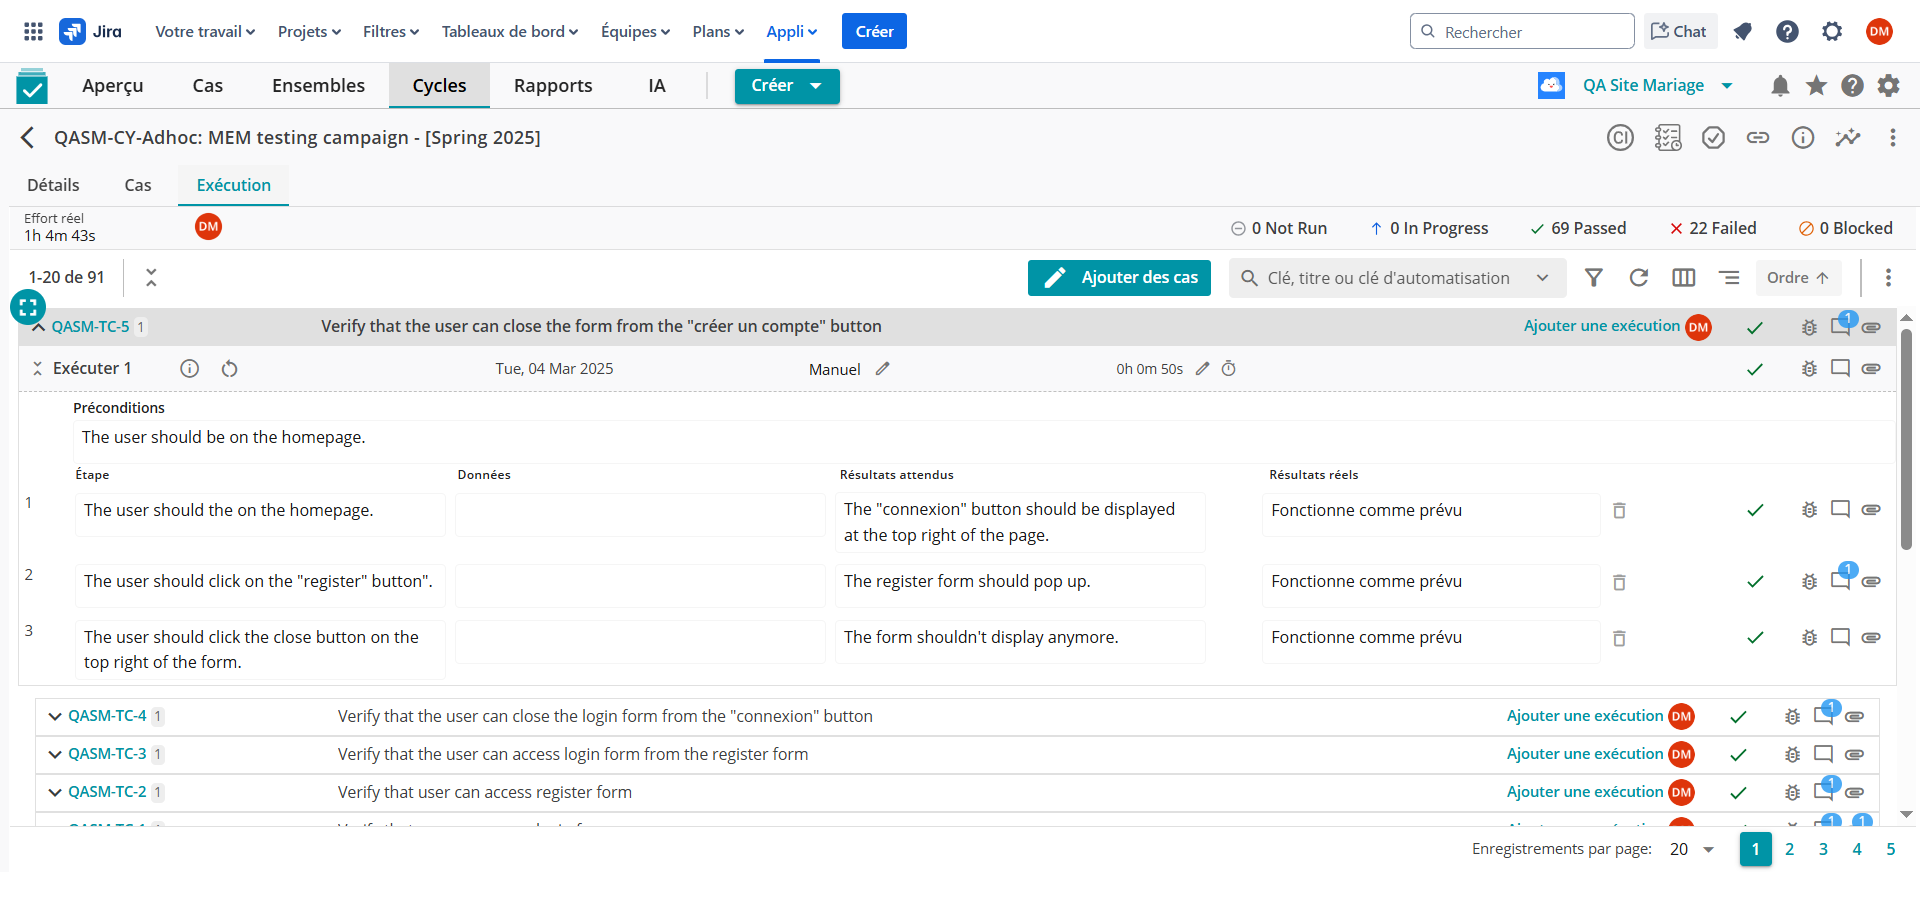 Jira Votre travail Projets Filtres Tableaux de bord Équipes Plans Appli Créer Rechercher Chat DM
Aperçu Cas Ensembles Cycles Rapports IA Créer QA Site Mariage
QASM-CY-Adhoc: MEM testing campaign - [Spring 2025] CI
Détails Cas Exécution
Effort réel
1h 4m 43s DM 0 Not Run 0 In Progress 69 Passed 22 Failed 0 Blocked
1-20 de 91 Ajouter des cas Clé, titre ou clé d'automatisation Ordre
QASM-TC-5 1 Verify that the user can close the form from the "créer un compte" button Ajouter une exécution DM 1
Exécuter 1 Tue, 04 Mar 2025 Manuel 0h 0m 50s
Préconditions
The user should be on the homepage.
Étape Données Résultats attendus Résultats réels
1 The user should the on the homepage. The "connexion" button should be displayed Fonctionne comme prévu
at the top right of the page.
2 The user should click on the "register" button". The register form should pop up. Fonctionne comme prévu 1
3 The user should click the close button on the The form shouldn't display anymore. Fonctionne comme prévu
top right of the form.
QASM-TC-4 1 Verify that the user can close the login form from the "connexion" button Ajouter une exécution DM 1
QASM-TC-3 1 Verify that the user can access login form from the register form Ajouter une exécution DM
QASM-TC-2 1 Verify that user can access register form Ajouter une exécution DM 1
1 1
Enregistrements par page: 20 1 2 3 4 5